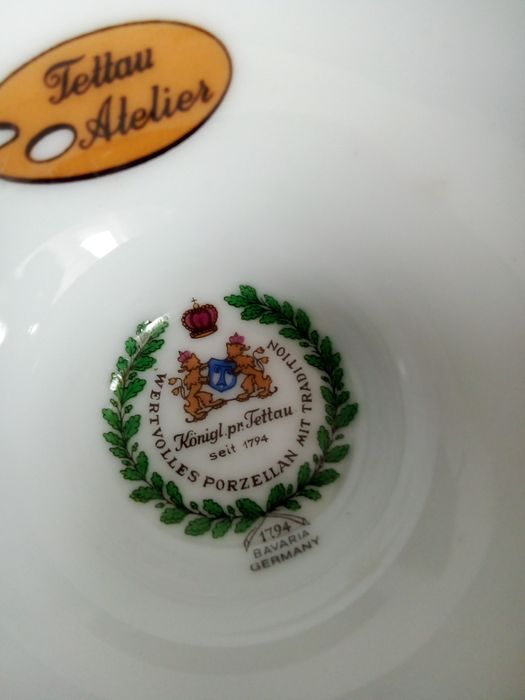 Tettau
Atelier
T
Königl. pr. Tettau
seit 1794
WERTVOLLES PORZELLAN MIT TRADITION
1794
BAVARIA
GERMANY